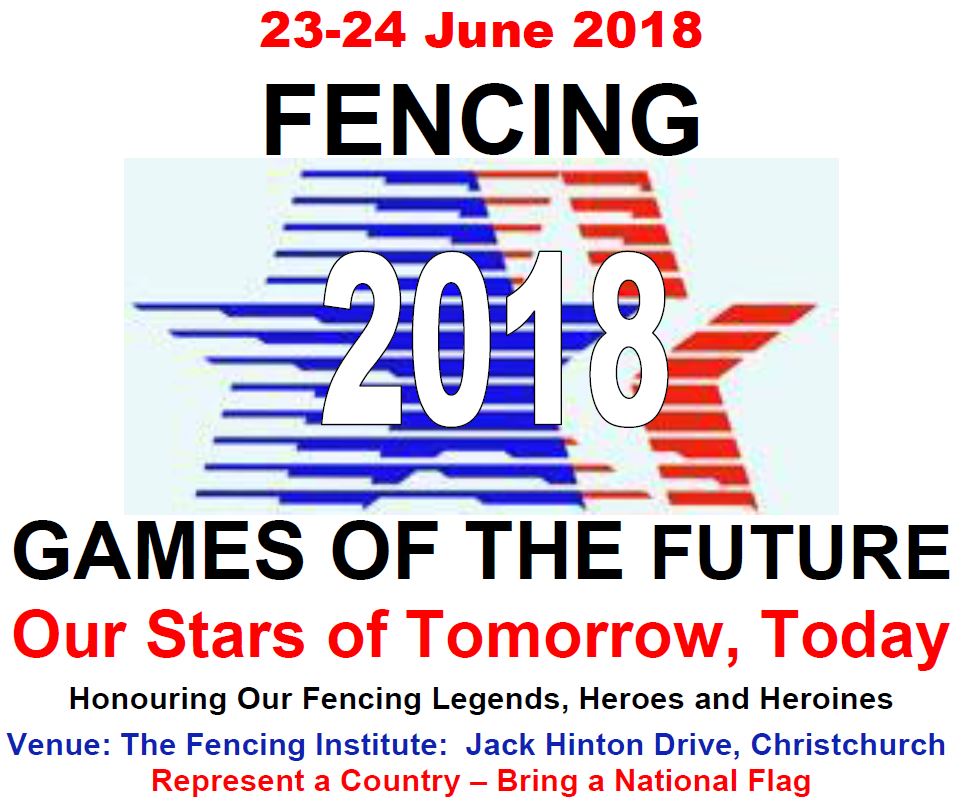 23-24 June 2018
FENCING
2018
GAMES OF THE FUTURE
Our Stars of Tomorrow, Today
Honouring Our Fencing Legends, Heroes and Heroines
Venue: The Fencing Institute:  Jack Hinton Drive, Christchurch
Represent a Country – Bring a National Flag